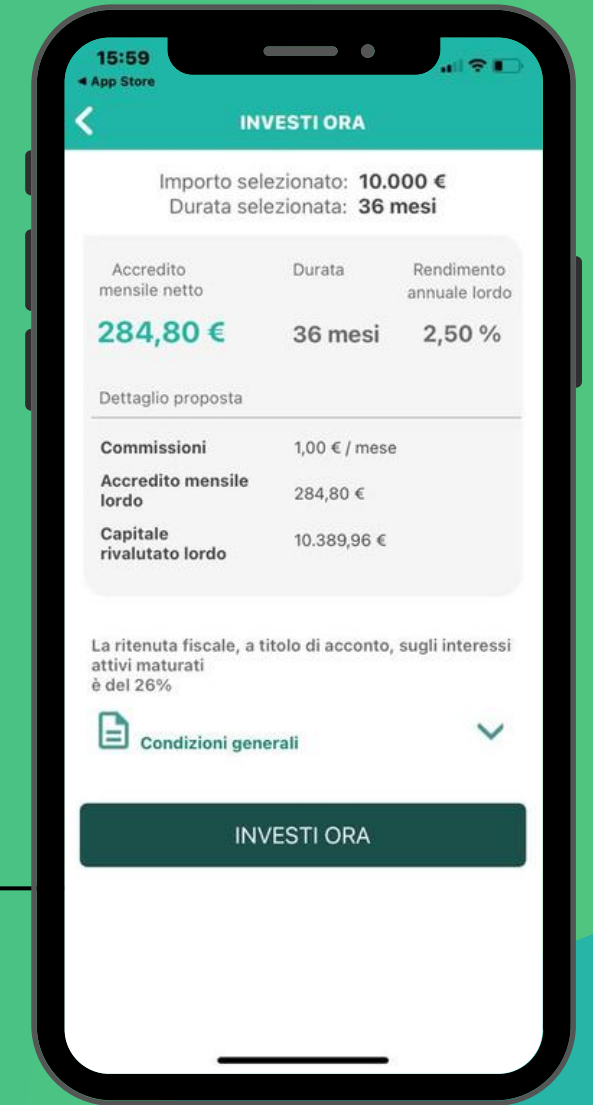 15:59
◀ App Store
INVESTI ORA
Importo selezionato: 10.000 €
Durata selezionata: 36 mesi
Accredito
mensile netto
Durata
Rendimento
annuale lordo
284,80 €
36 mesi
2,50 %
Dettaglio proposta
Commissioni
1,00 € / mese
Accredito mensile
lordo
284,80 €
Capitale
rivalutato lordo
10.389,96 €
La ritenuta fiscale, a titolo di acconto, sugli interessi
attivi maturati
è del 26%
Condizioni generali
INVESTI ORA